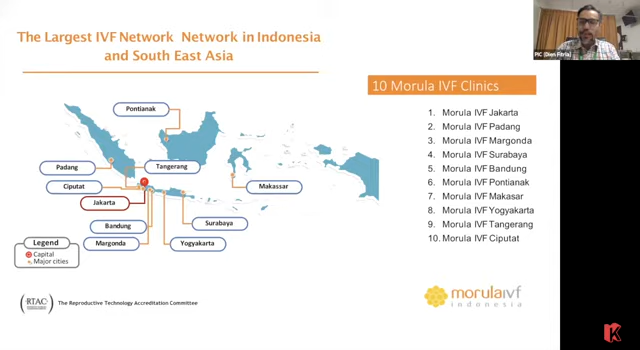 The Largest IVF Network Network in Indonesia
and South East Asia
PIC (Dien Fitria)
10 Morula IVF Clinics
1. Morula IVF Jakarta
2. Morula IVF Padang
3. Morula IVF Margonda
4. Morula IVF Surabaya
5. Morula IVF Bandung
6. Morula IVF Pontianak
7. Morula IVF Makasar
8. Morula IVF Yogyakarta
9. Morula IVF Tangerang
10. Morula IVF Ciputat
Pontianak
Padang
Tangerang
Ciputat
Makassar
Jakarta
Bandung
Surabaya
Margonda
Yogyakarta
Legend
Capital
Major cities
RTAC
The Reproductive Technology Accreditation Committee
morulaivf
indonesia
K